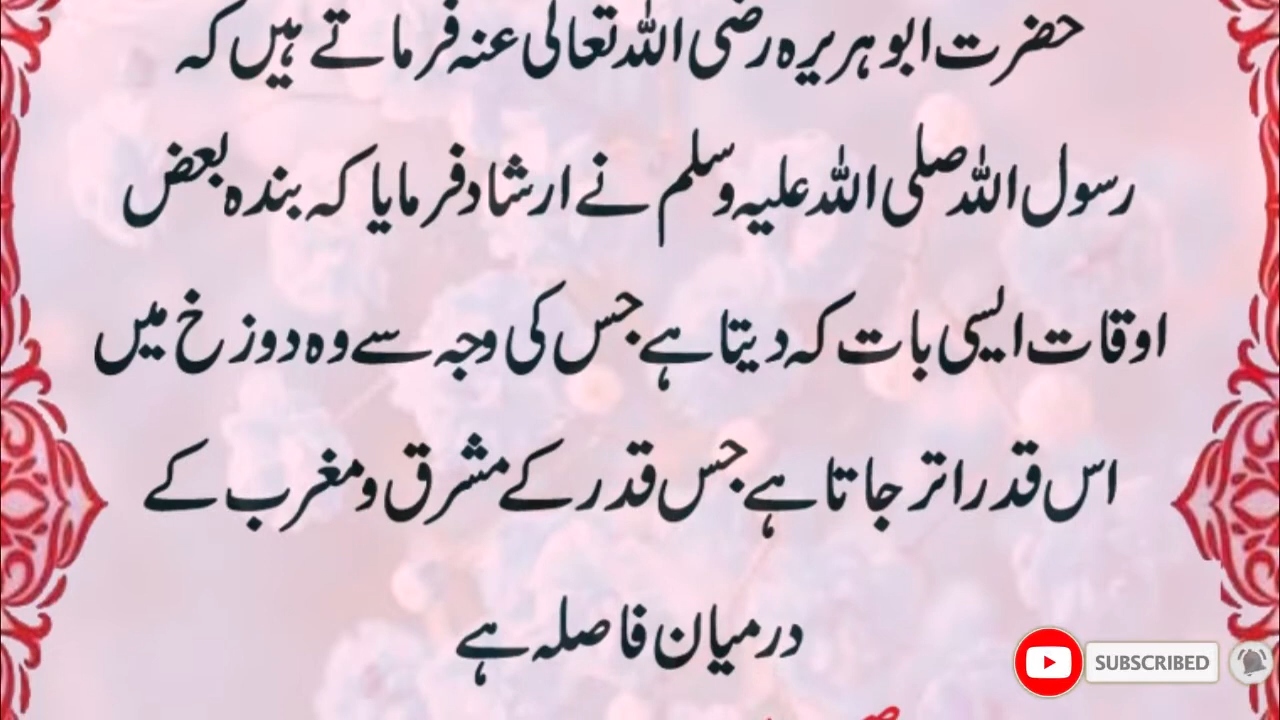 حضرت ابو ہریرہ رضی اللہ تعالی عنہ فرماتے ہیں کہ
رسول اللہ صلی اللہ علیہ وسلم نے ارشاد فرمایا کہ بندہ بعض
اوقات ایسی بات کہ دیتا ہے جس کی وجہ سے وہ دوزخ میں
اس قدر اتر جاتا ہے جس قدر کے مشرق و مغرب کے
درمیان فاصلہ ہے
SUBSCRIBED